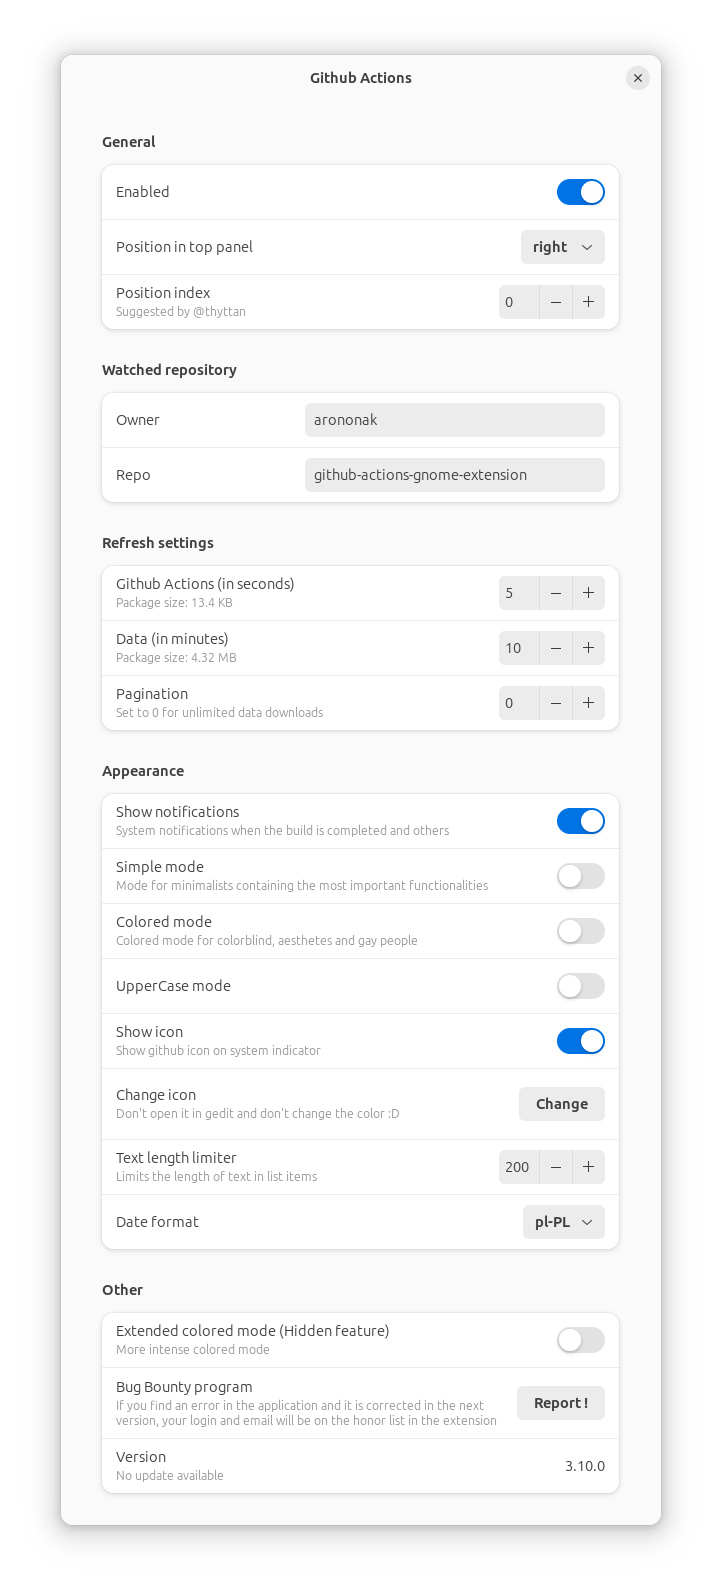 Github Actions
General
Enabled
Position in top panel
right
Position index
Suggested by @thyttan
0
Watched repository
Owner
arononak
Repo
github-actions-gnome-extension
Refresh settings
Github Actions (in seconds)
Package size: 13.4 KB
5
Data (in minutes)
Package size: 4.32 MB
10
Pagination
Set to 0 for unlimited data downloads
0
Appearance
Show notifications
System notifications when the build is completed and others
Simple mode
Mode for minimalists containing the most important functionalities
Colored mode
Colored mode for colorblind, aesthetes and gay people
UpperCase mode
Show icon
Show github icon on system indicator
Change icon
Don't open it in gedit and don't change the color :D
Change
Text length limiter
Limits the length of text in list items
200
Date format
pl-PL
Other
Extended colored mode (Hidden feature)
More intense colored mode
Bug Bounty program
If you find an error in the application and it is corrected in the next
version, your login and email will be on the honor list in the extension
Report !
Version
No update available
3.10.0